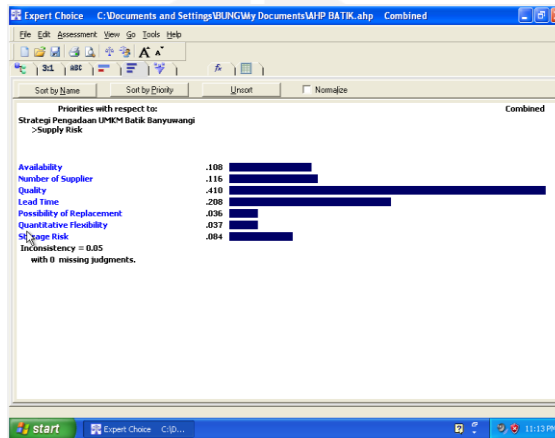 Expert Choice C:\Documents and Settings\BUNG\My Documents\AHP BATIK.ahp Combined
File Edit Assessment View Go Tools Help
3:1 ABC
Sort by Name Sort by Priority Unsort Normalize
Priorities with respect to: Combined
Strategi Pengadaan UMKM Batik Banyuwangi
>Supply Risk
Availability .108
Number of Supplier .116
Quality .410
Lead Time .208
Possibility of Replacement .036
Quantitative Flexibility .037
Storage Risk .084
Inconsistency = 0.05
with 0 missing judgments.
start Expert Choice C:\D... 11:13 PM